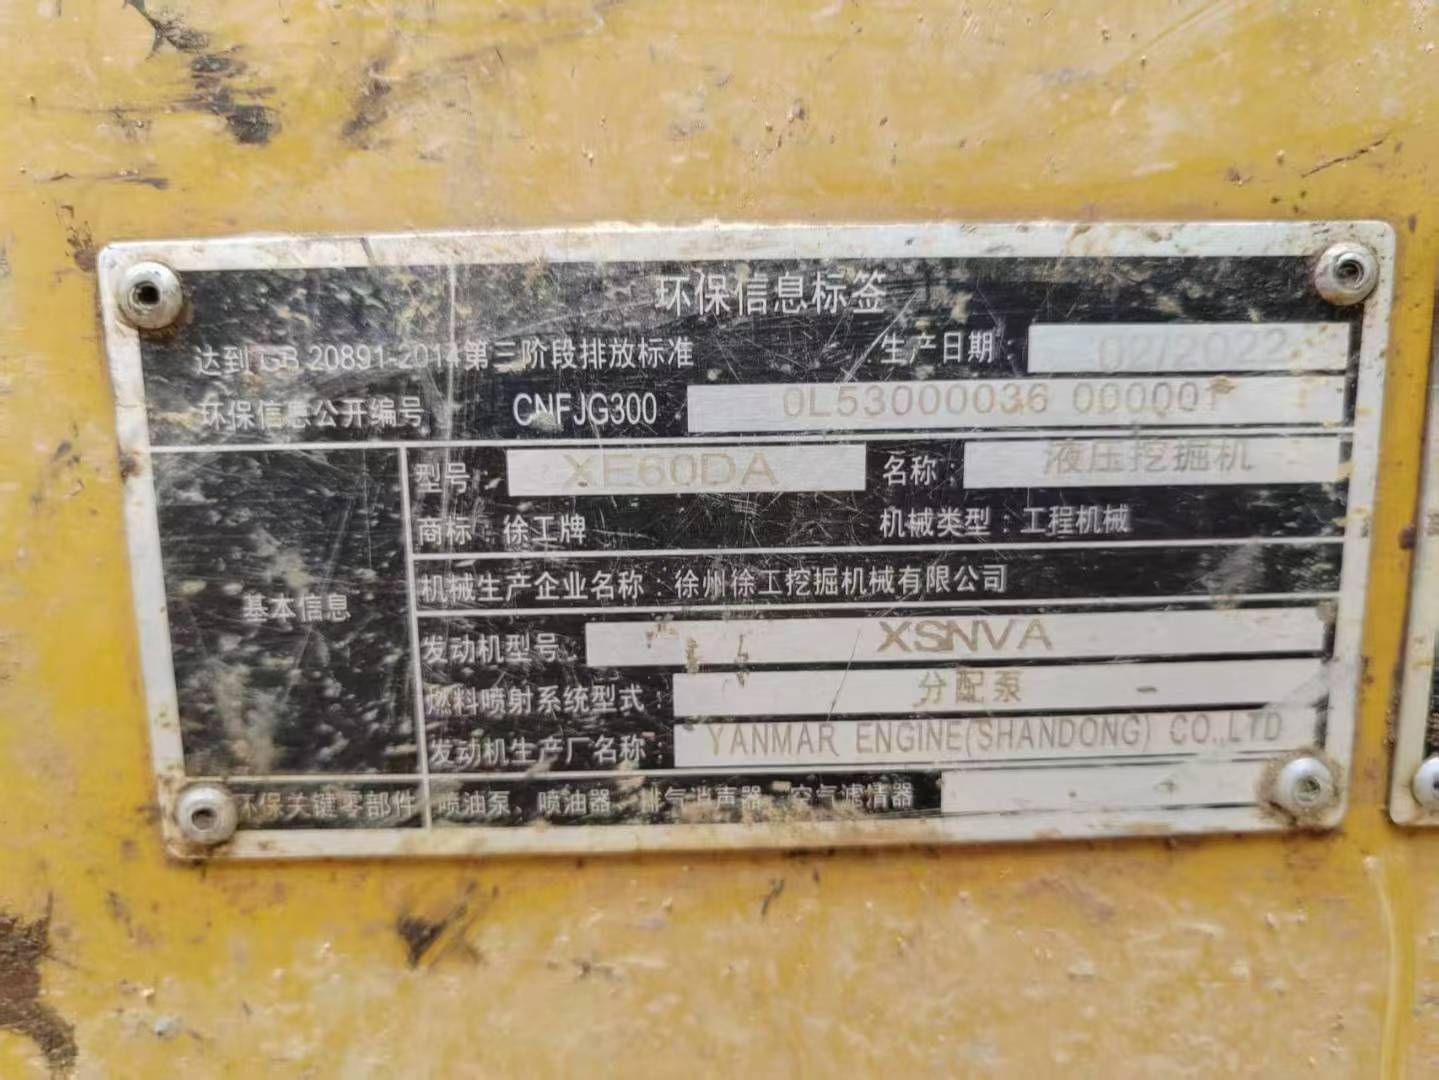 环保信息标签
达到 GB 20891-2014第三阶段排放标准 生产日期: 02/2022
环保信息公开编号 CNFJG300 0L53000036 000001
型号: XE60DA 名称: 液压挖掘机
商标: 徐工牌 机械类型: 工程机械
机械生产企业名称: 徐州徐工挖掘机械有限公司
基本信息
发动机型号: XSNVA
燃料喷射系统型式: 分配泵 -
发动机生产厂名称: YANMAR ENGINE(SHANDONG) CO.,LTD
环保关键零部件 喷油泵、喷油器、排气消声器、空气滤清器